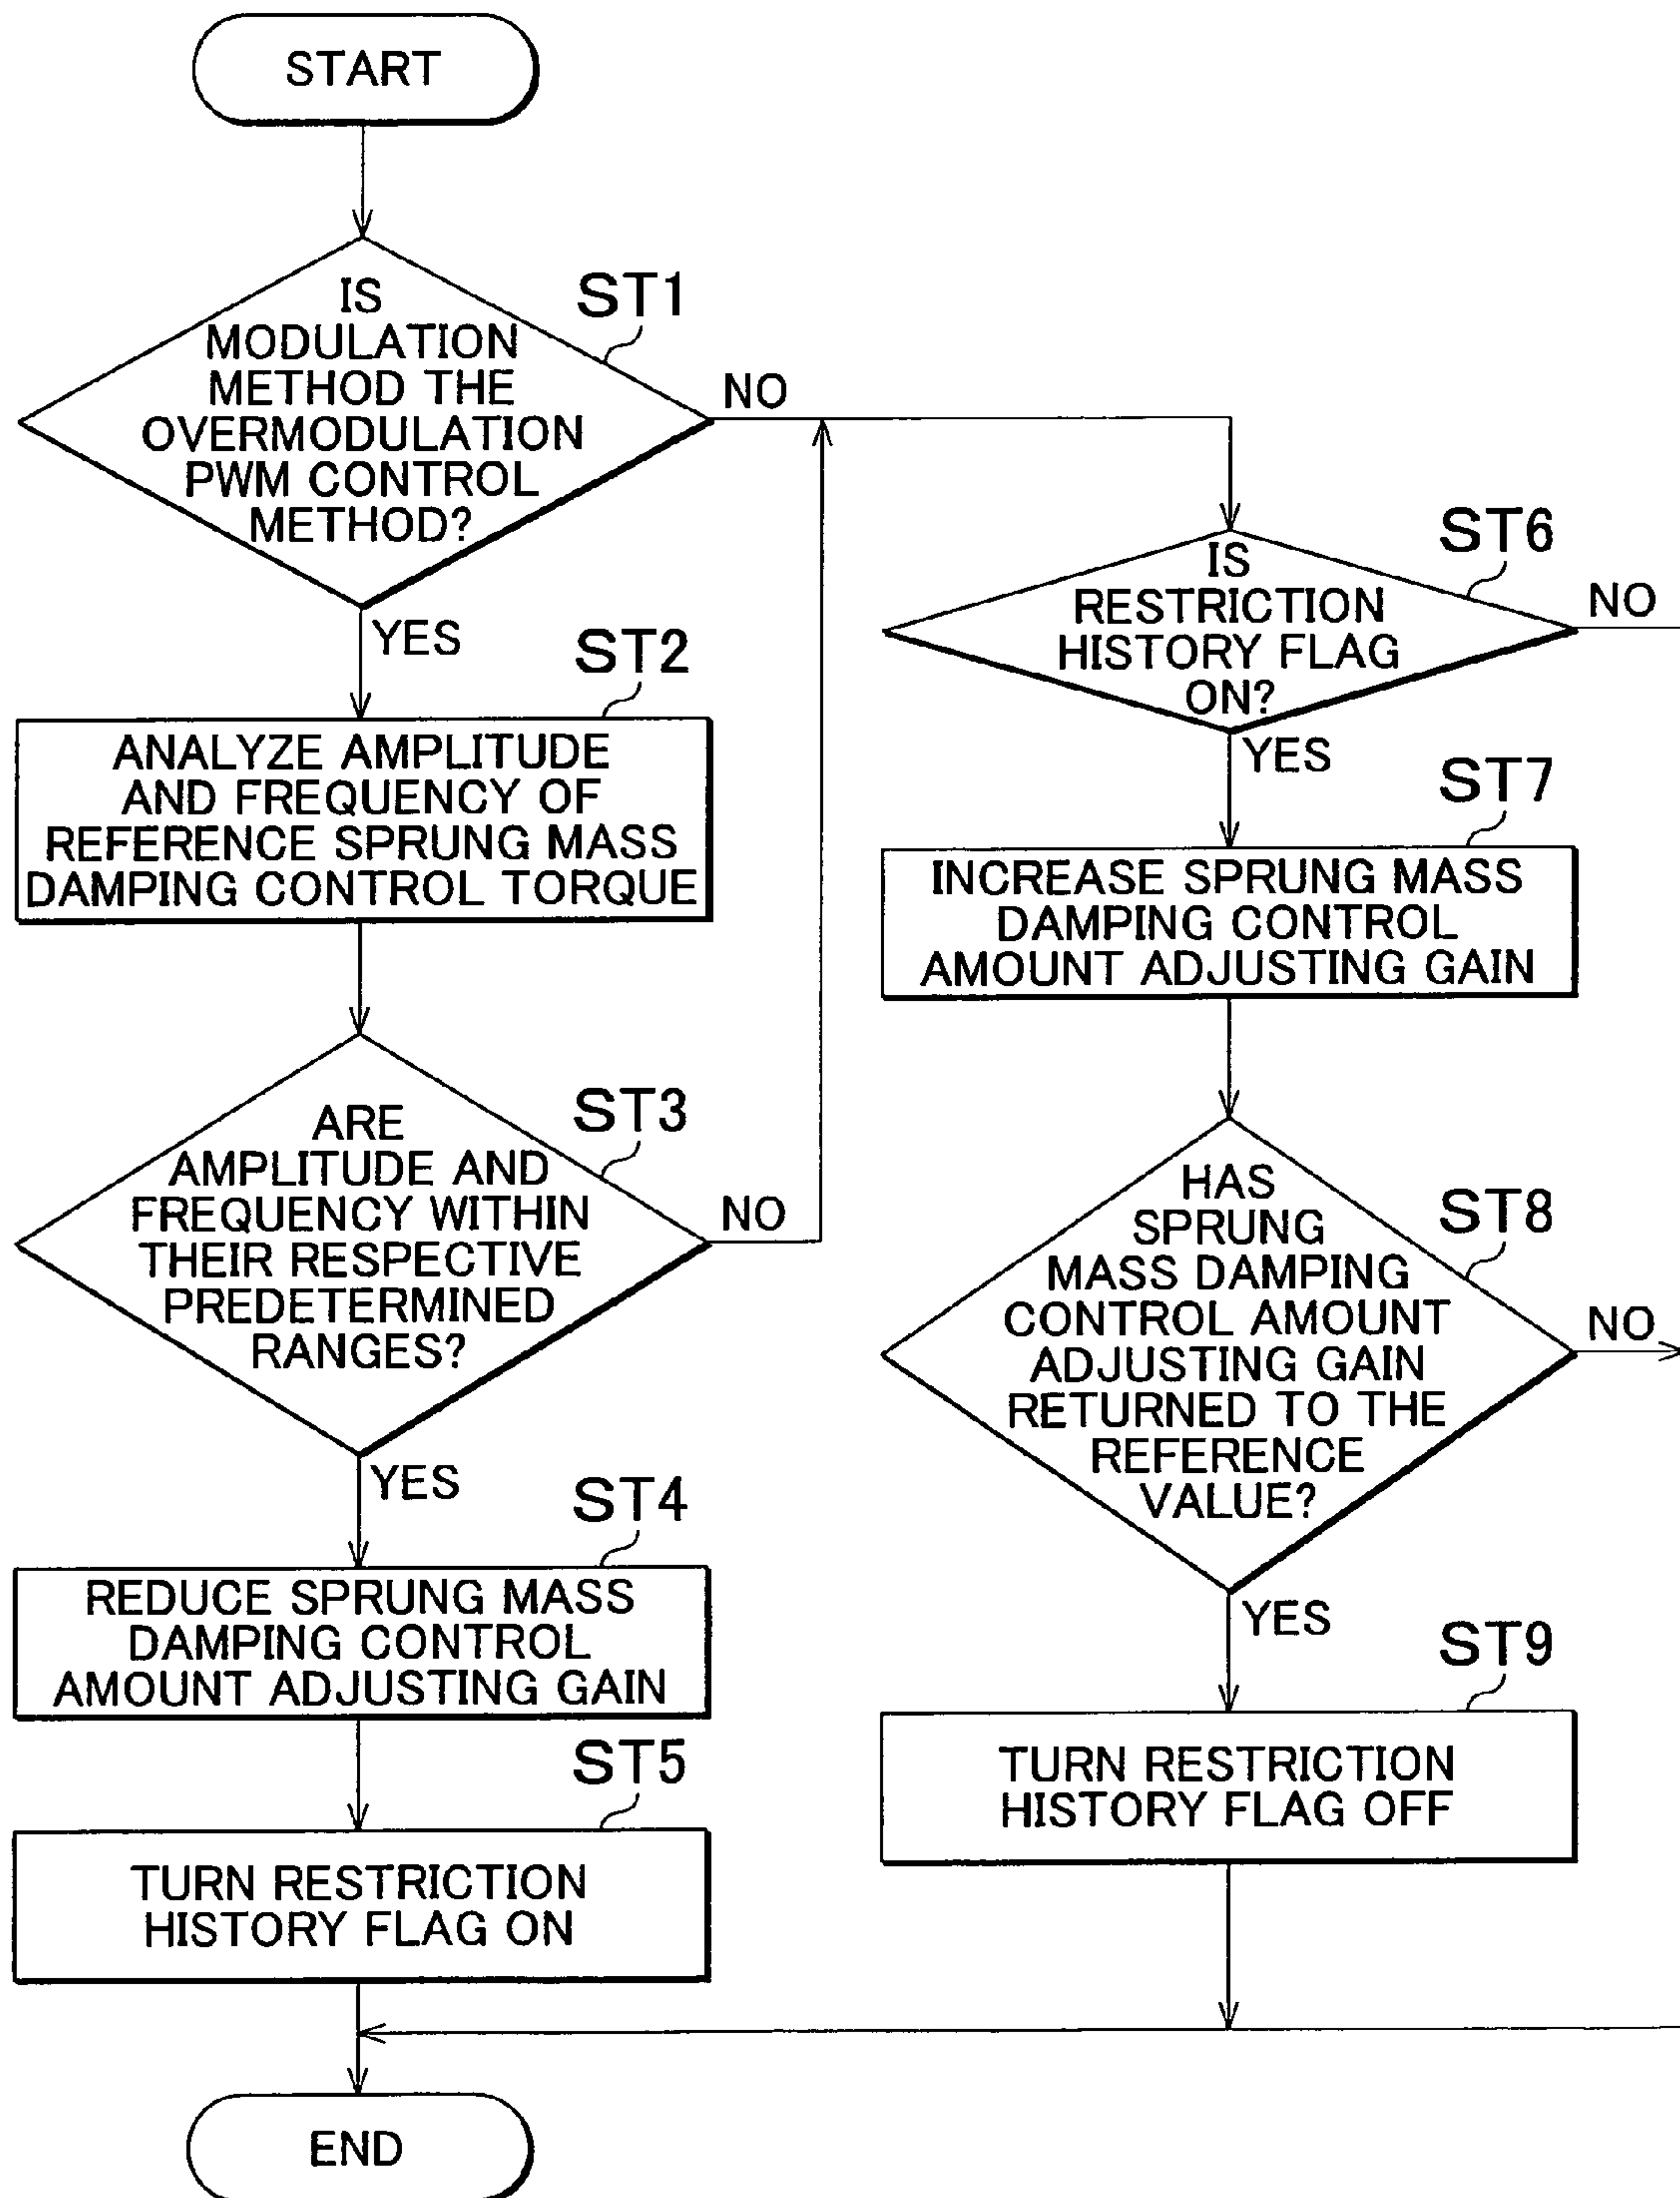 START
IS
MODULATION
METHOD THE
OVERMODULATION
PWM CONTROL
METHOD?
ST1
NO
YES
ST2
ANALYZE AMPLITUDE
AND FREQUENCY OF
REFERENCE SPRUNG MASS
DAMPING CONTROL TORQUE
ARE
AMPLITUDE AND
FREQUENCY WITHIN
THEIR RESPECTIVE
PREDETERMINED
RANGES?
ST3
NO
YES
ST4
REDUCE SPRUNG MASS
DAMPING CONTROL
AMOUNT ADJUSTING GAIN
ST5
TURN RESTRICTION
HISTORY FLAG ON
END
IS
RESTRICTION
HISTORY FLAG
ON?
ST6
NO
YES
ST7
INCREASE SPRUNG MASS
DAMPING CONTROL
AMOUNT ADJUSTING GAIN
HAS
SPRUNG
MASS DAMPING
CONTROL AMOUNT
ADJUSTING GAIN
RETURNED TO THE
REFERENCE
VALUE?
ST8
NO
YES
ST9
TURN RESTRICTION
HISTORY FLAG OFF